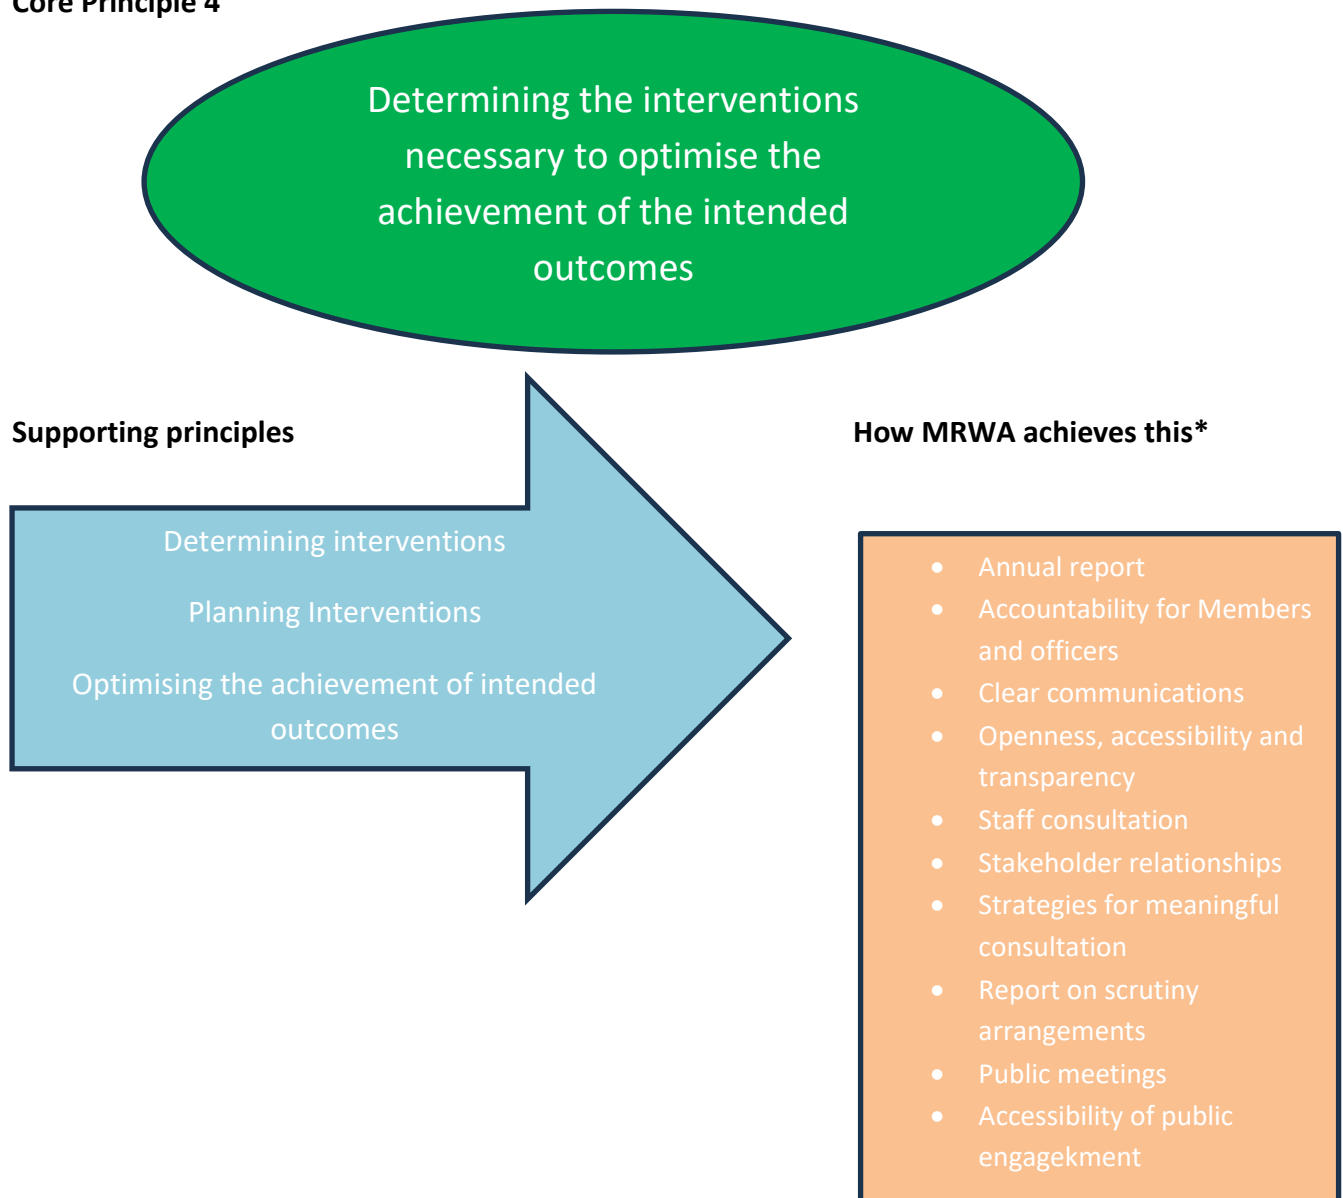 Core Principle 4
Determining the interventions
necessary to optimise the
achievement of the intended
outcomes
Supporting principles
How MRWA achieves this*
Determining interventions
Planning Interventions
Optimising the achievement of intended
outcomes
• Annual report
• Accountability for Members
and officers
• Clear communications
• Openness, accessibility and
transparency
• Staff consultation
• Stakeholder relationships
• Strategies for meaningful
consultation
• Report on scrutiny
arrangements
• Public meetings
• Accessibility of public
engagekment